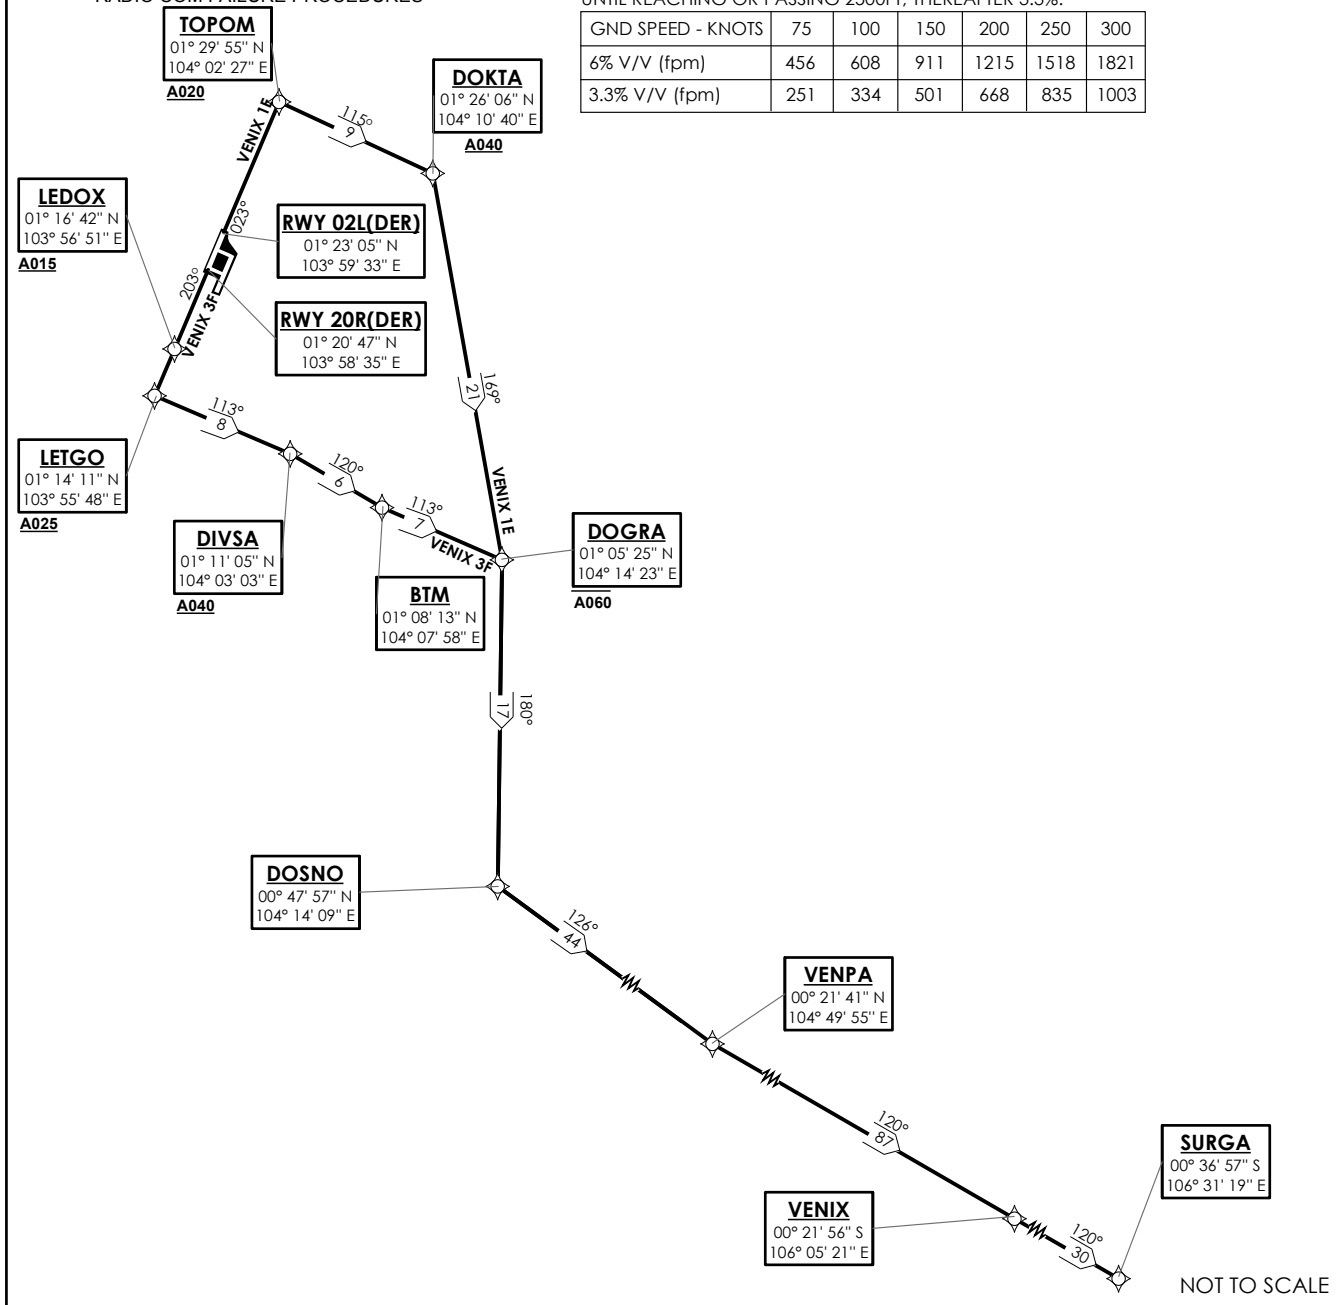 TOPOM
01° 29' 55" N
104° 02' 27" E
A020
GND SPEED - KNOTS 75 100 150 200 250 300
6% V/V (fpm) 456 608 911 1215 1518 1821
3.3% V/V (fpm) 251 334 501 668 835 1003
DOKTA
01° 26' 06" N
104° 10' 40" E
A040
115°
9
VENIX 1E
023°
LEDOX
01° 16' 42" N
103° 56' 51" E
A015
RWY 02L(DER)
01° 23' 05" N
103° 59' 33" E
203°
VENIX 3F
RWY 20R(DER)
01° 20' 47" N
103° 58' 35" E
169°
21
VENIX 1E
113°
8
LETGO
01° 14' 11" N
103° 55' 48" E
A025
120°
6
113°
7
VENIX 3F
DIVSA
01° 11' 05" N
104° 03' 03" E
A040
BTM
01° 08' 13" N
104° 07' 58" E
DOGRA
01° 05' 25" N
104° 14' 23" E
A060
180°
17
DOSNO
00° 47' 57" N
104° 14' 09" E
126°
44
VENPA
00° 21' 41" N
104° 49' 55" E
120°
87
SURGA
00° 36' 57" S
106° 31' 19" E
VENIX
00° 21' 56" S
106° 05' 21" E
120°
30
NOT TO SCALE